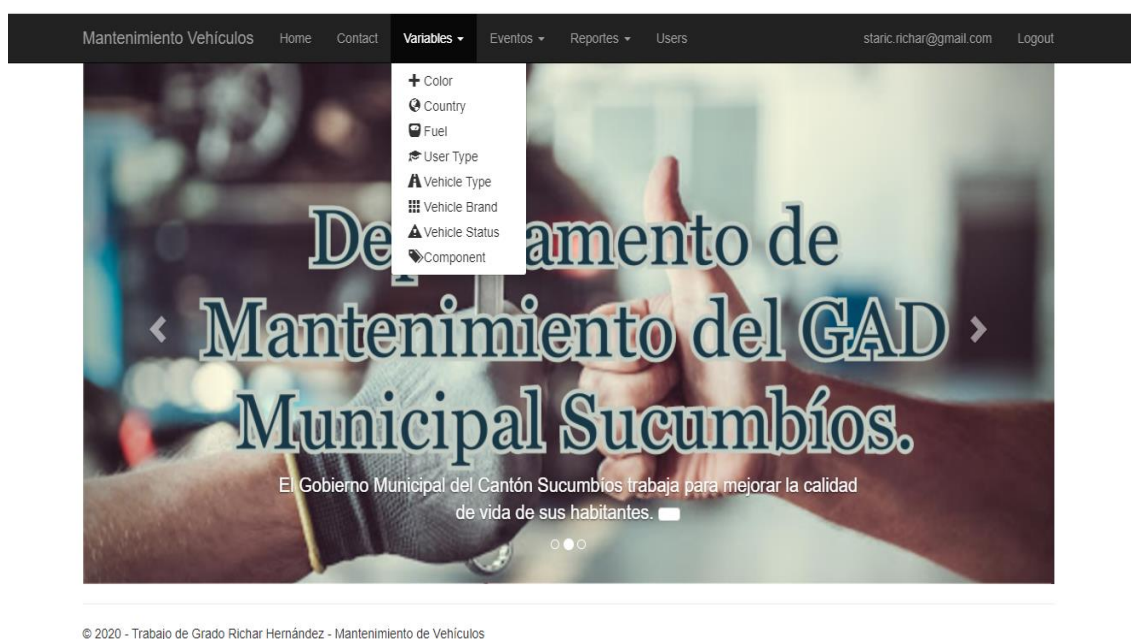 Mantenimiento Vehículos Home Contact Variables Eventos Reportes Users staric.richar@gmail.com Logout
Color
Country
Fuel
User Type
Vehicle Type
Vehicle Brand
Vehicle Status
Component
De amento de
Mantenimiento del GAD
Municipal Sucumbíos.
El Gobierno Municipal del Cantón Sucumbíos trabaja para mejorar la calidad
de vida de sus habitantes.
© 2020 - Trabajo de Grado Richar Hernández - Mantenimiento de Vehículos